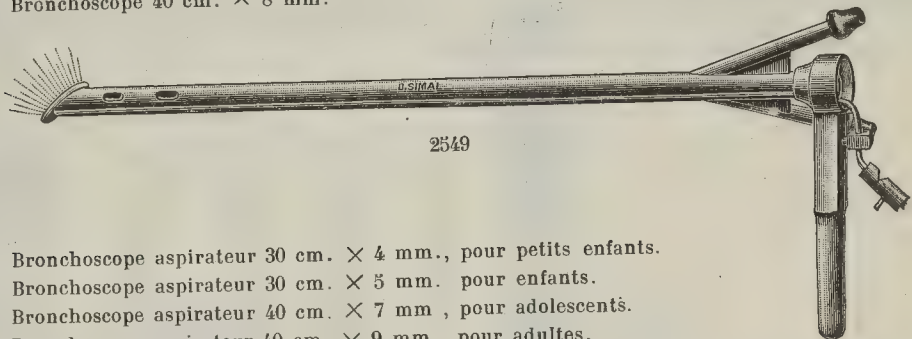 Bronchoscope 40 cm. × 8 mm.
D.SIMAL
2549
Bronchoscope aspirateur 30 cm. × 4 mm., pour petits enfants.
Bronchoscope aspirateur 30 cm. × 5 mm. pour enfants.
Bronchoscope aspirateur 40 cm. × 7 mm , pour adolescents.
Bronchoscope aspirateur 40 cm. × 9 mm., pour adultes.